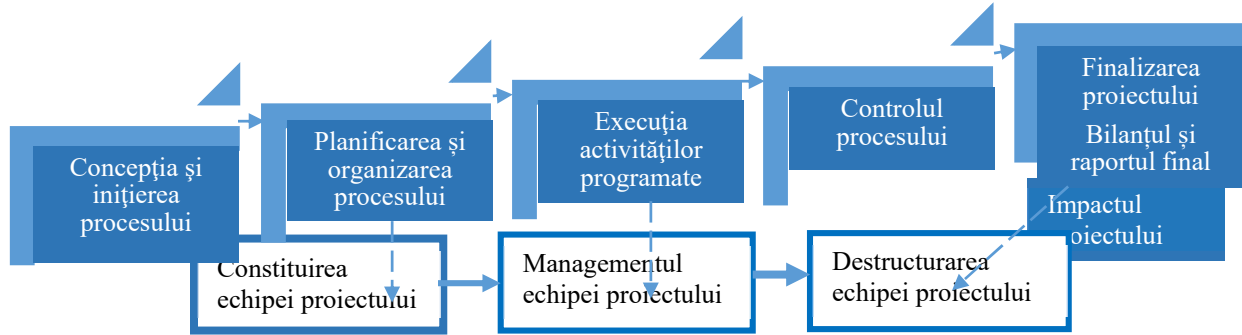 Concepţia şi
iniţierea
procesului
Planificarea și
organizarea
procesului
Execuţia
activităţilor
programate
Controlul
procesului
Finalizarea
proiectului
Bilanțul și
raportul final
Impactul
oiectului
Constituirea
echipei proiectului
Managementul
echipei proiectului
Destructurarea
echipei proiectului